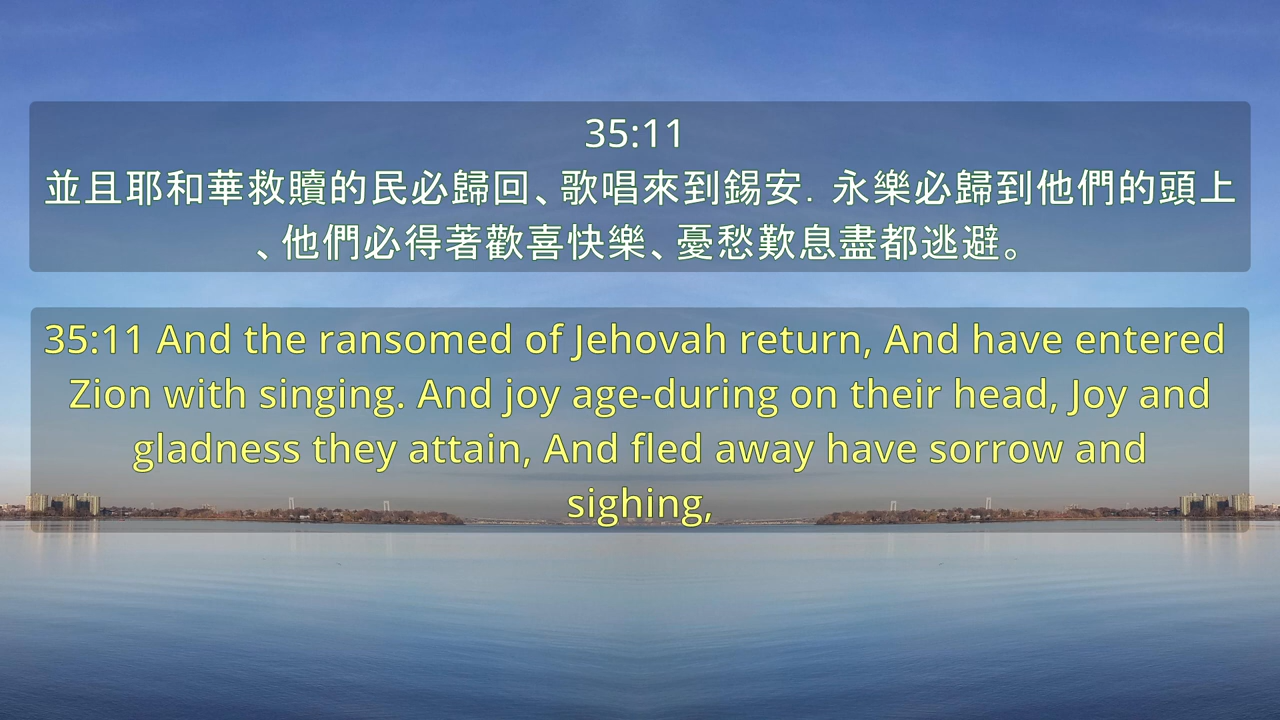 35:11
並且耶和華救贖的民必歸回、歌唱來到錫安．永樂必歸到他們的頭上
、他們必得著歡喜快樂、憂愁歎息盡都逃避。
35:11 And the ransomed of Jehovah return, And have entered
Zion with singing. And joy age-during on their head, Joy and
gladness they attain, And fled away have sorrow and
sighing,